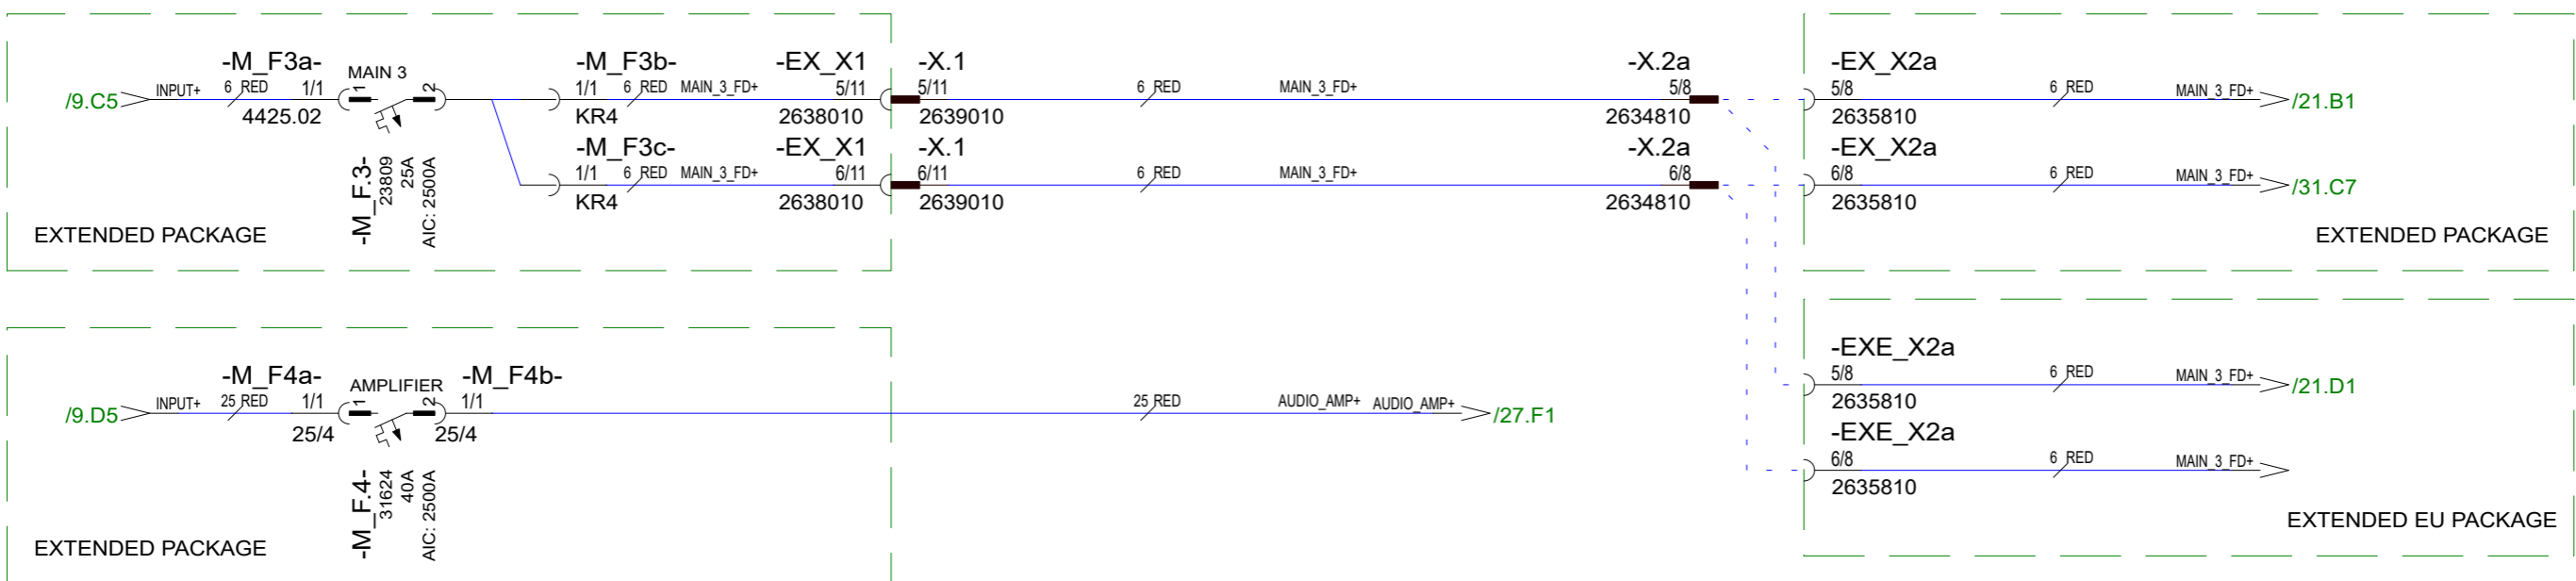 -M_F3a-
MAIN 3
-M_F3b-
-EX_X1
-X.1
-X.2a
-EX_X2a
/9.C5
INPUT+
6 RED
1/1
1
2
1/1
6 RED
MAIN_3_FD+
5/11
5/11
6 RED
MAIN_3_FD+
5/8
5/8
6 RED
MAIN_3_FD+
/21.B1
4425.02
KR4
2638010
2639010
2634810
2635810
-M_F3c-
-EX_X1
-X.1
-X.2a
-EX_X2a
1/1
6 RED
MAIN_3_FD+
6/11
6/11
6 RED
MAIN_3_FD+
6/8
6/8
6 RED
MAIN_3_FD+
/31.C7
KR4
2638010
2639010
2634810
2635810
-M_F.3-
23809
25A
AIC: 2500A
EXTENDED PACKAGE
EXTENDED PACKAGE
-M_F4a-
AMPLIFIER
-M_F4b-
/9.D5
INPUT+
25 RED
1/1
1
2
1/1
25 RED
AUDIO_AMP+
AUDIO_AMP+
/27.F1
25/4
25/4
-M_F.4-
31624
40A
AIC: 2500A
EXTENDED PACKAGE
-EXE_X2a
5/8
6 RED
MAIN_3_FD+
/21.D1
2635810
-EXE_X2a
6/8
6 RED
MAIN_3_FD+
2635810
EXTENDED EU PACKAGE